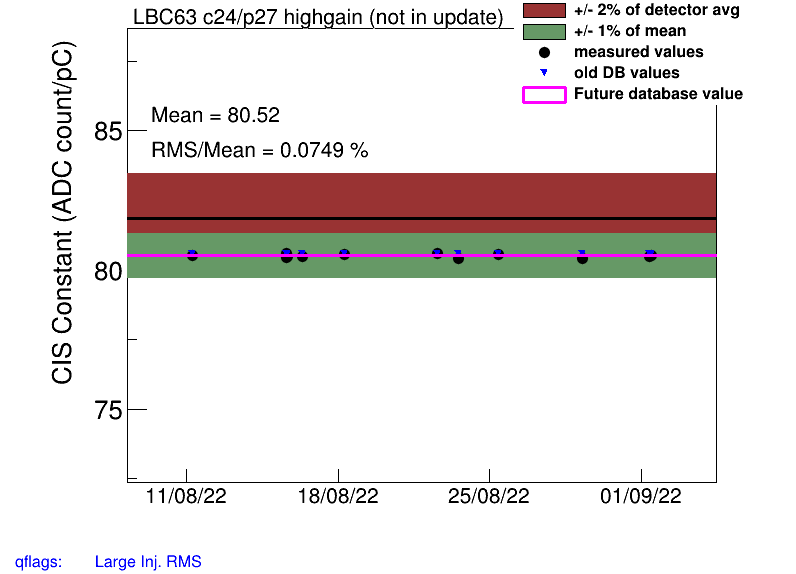 LBC63 c24/p27 highgain (not in update)
+/- 2% of detector avg
+/- 1% of mean
measured values
old DB values
Future database value
CIS Constant (ADC count/pC)
Mean = 80.52
RMS/Mean = 0.0749 %
85
80
75
11/08/22 18/08/22 25/08/22 01/09/22
qflags: Large Inj. RMS